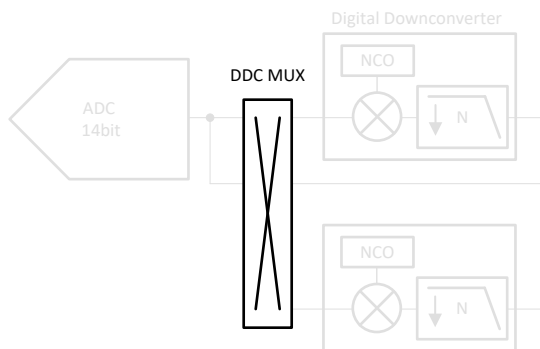 Digital Downconverter
NCO
DDC MUX
ADC
14bit
N
NCO
N